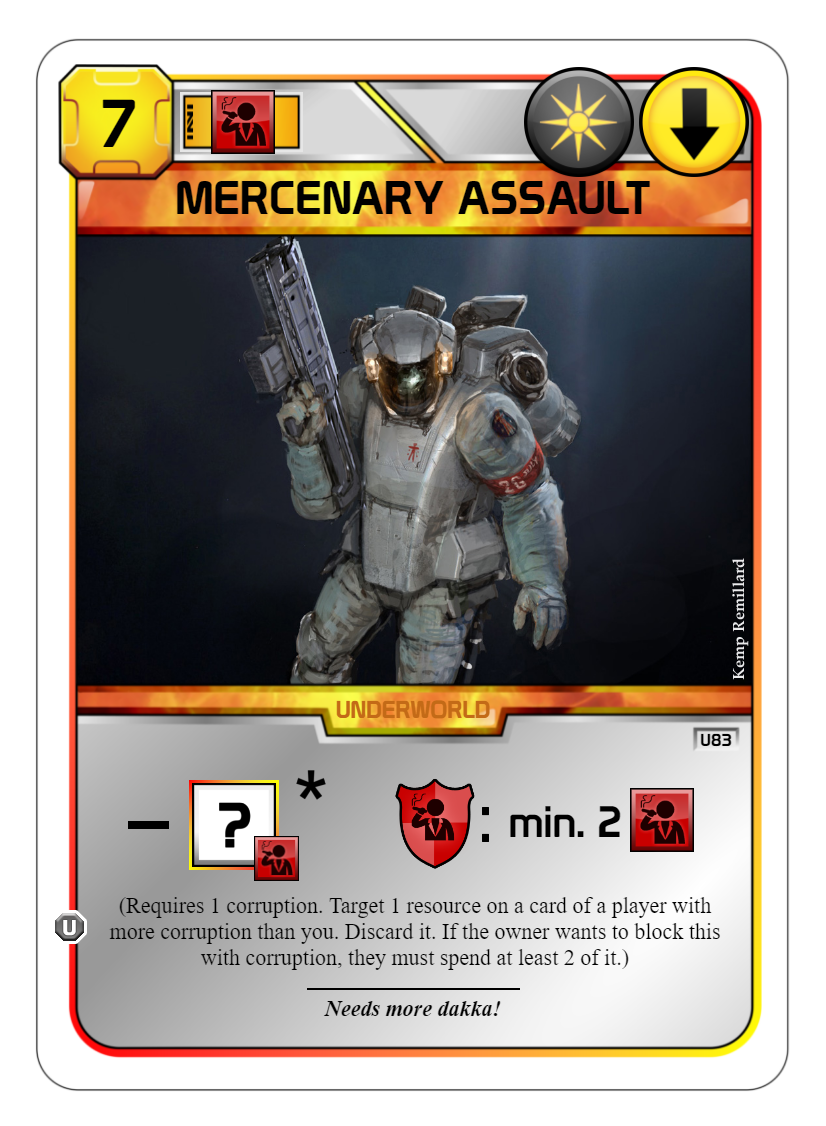 7
MERCENARY ASSAULT
26
Kemp Remillard
UNDERWORLD
U83
– ? *
: min. 2
(Requires 1 corruption. Target 1 resource on a card of a player with
more corruption than you. Discard it. If the owner wants to block this
with corruption, they must spend at least 2 of it.)
U
Needs more dakka!